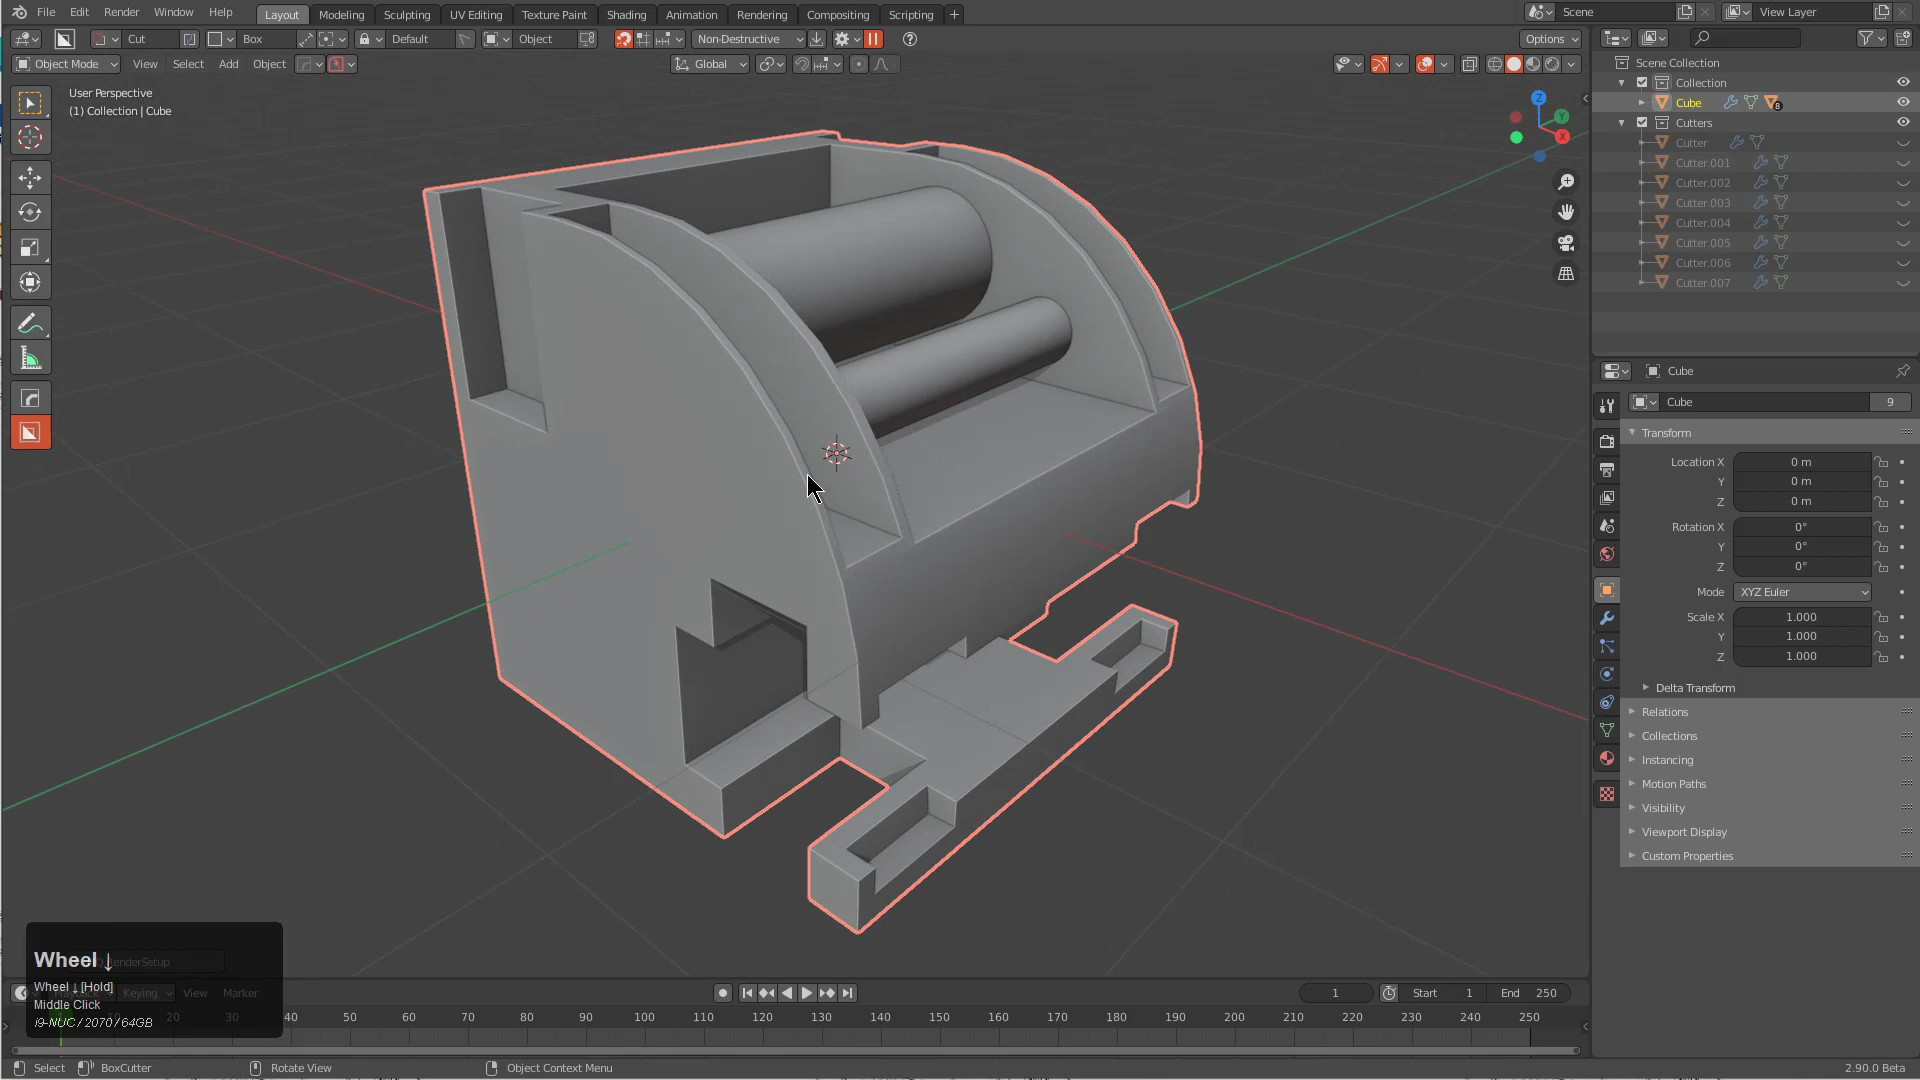 File Edit Render Window Help Layout Modeling Sculpting UV Editing Texture Paint Shading Animation Rendering Compositing Scripting + Scene View Layer
Cut Box Default Object Non-Destructive Options
Object Mode View Select Add Object Global
User Perspective
(1) Collection | Cube
Z
Y
X
Scene Collection
Collection
Cube 8
Cutters
Cutter
Cutter.001
Cutter.002
Cutter.003
Cutter.004
Cutter.005
Cutter.006
Cutter.007
Cube
Cube 9
Transform
Location X 0 m
Y 0 m
Z 0 m
Rotation X 0°
Y 0°
Z 0°
Mode XYZ Euler
Scale X 1.000
Y 1.000
Z 1.000
Delta Transform
Relations
Collections
Instancing
Motion Paths
Visibility
Viewport Display
Custom Properties
Wheel ↓
Wheel ↓[Hold]
Middle Click
i9-NUC / 2070 / 64GB
Keying View Marker
1 Start 1 End 250
20 30 40 50 60 70 80 90 100 110 120 130 140 150 160 170 180 190 200 210 220 230 240 250
Select BoxCutter Rotate View Object Context Menu 2.90.0 Beta